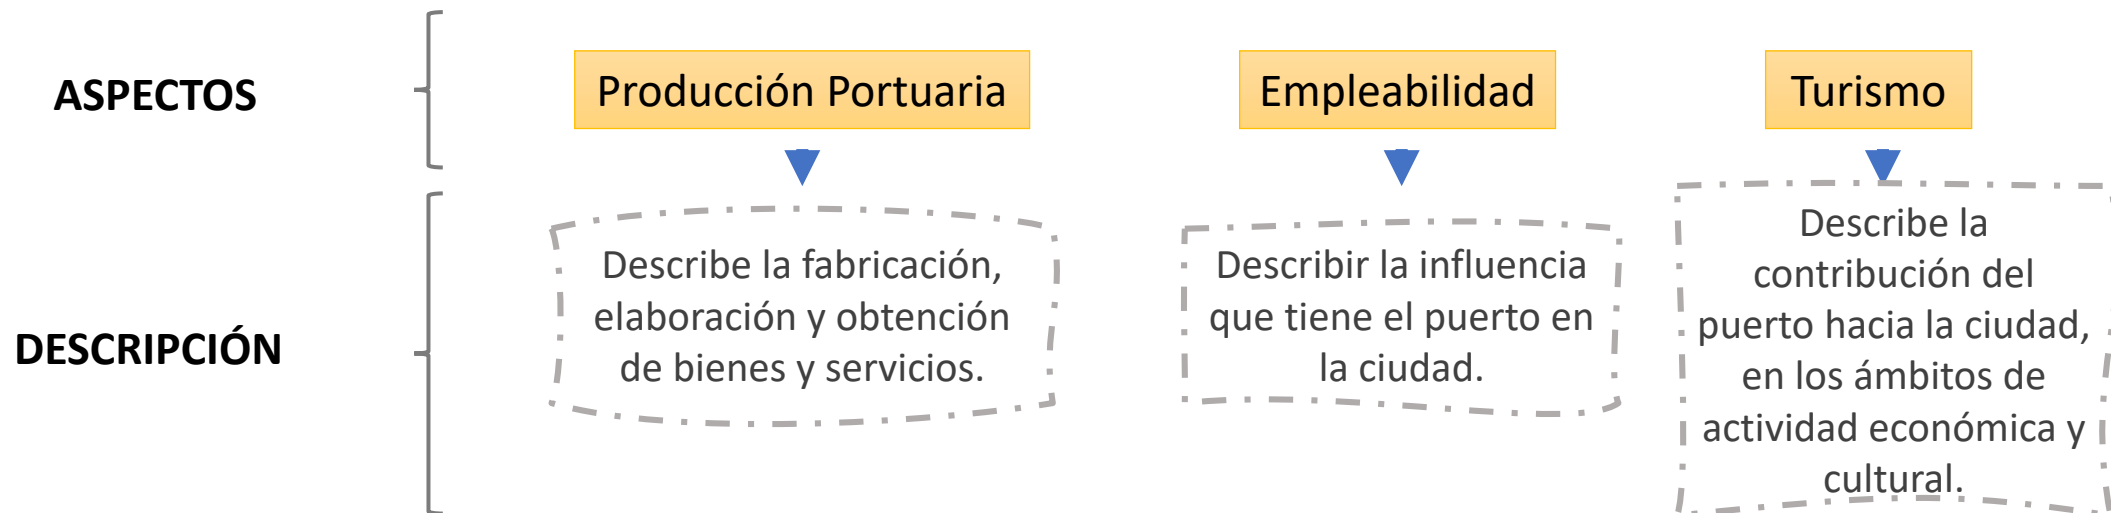 ASPECTOS
Producción Portuaria
Empleabilidad
Turismo
DESCRIPCIÓN
Describe la fabricación,
elaboración y obtención
de bienes y servicios.
Describir la influencia
que tiene el puerto en
la ciudad.
Describe la
contribución del
puerto hacia la ciudad,
en los ámbitos de
actividad económica y
cultural.